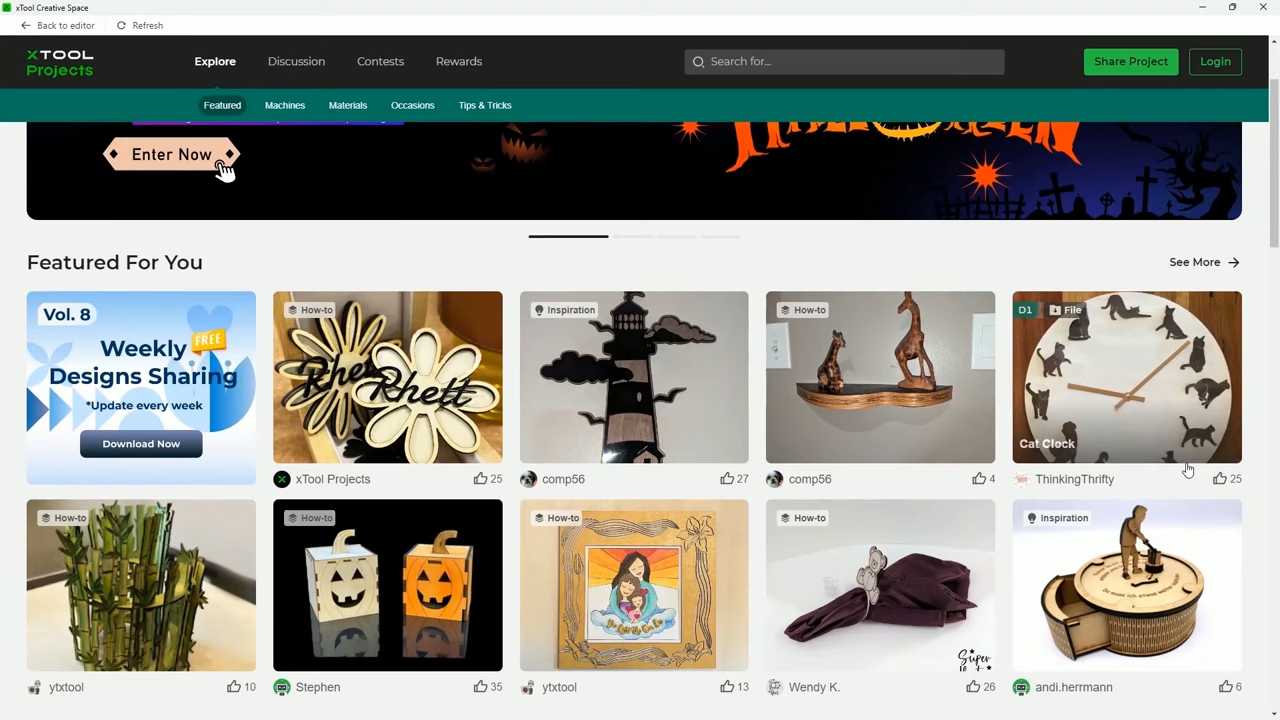 xTool Creative Space
Back to editor
Refresh
XTOOL
Projects
Explore
Discussion
Contests
Rewards
Search for...
Share Project
Login
Featured
Machines
Materials
Occasions
Tips & Tricks
Enter Now
HALLOWEEN
Featured For You
See More
Vol. 8
FREE
Weekly
Designs Sharing
*Update every week
Download Now
How-to
Rhett
xTool Projects
25
Inspiration
comp56
27
How-to
comp56
4
D1
File
Cat Clock
ThinkingThrifty
25
How-to
ytxtool
10
How-to
Stephen
35
How-to
ytxtool
13
How-to
Super
Wendy K.
26
Inspiration
andi.herrmann
6